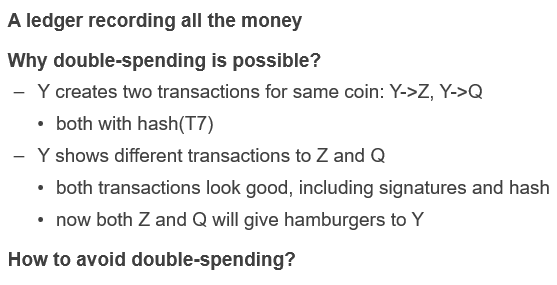 A ledger recording all the money
Why double-spending is possible?
– Y creates two transactions for same coin: Y->Z, Y->Q
• both with hash(T7)
– Y shows different transactions to Z and Q
• both transactions look good, including signatures and hash
• now both Z and Q will give hamburgers to Y
How to avoid double-spending?